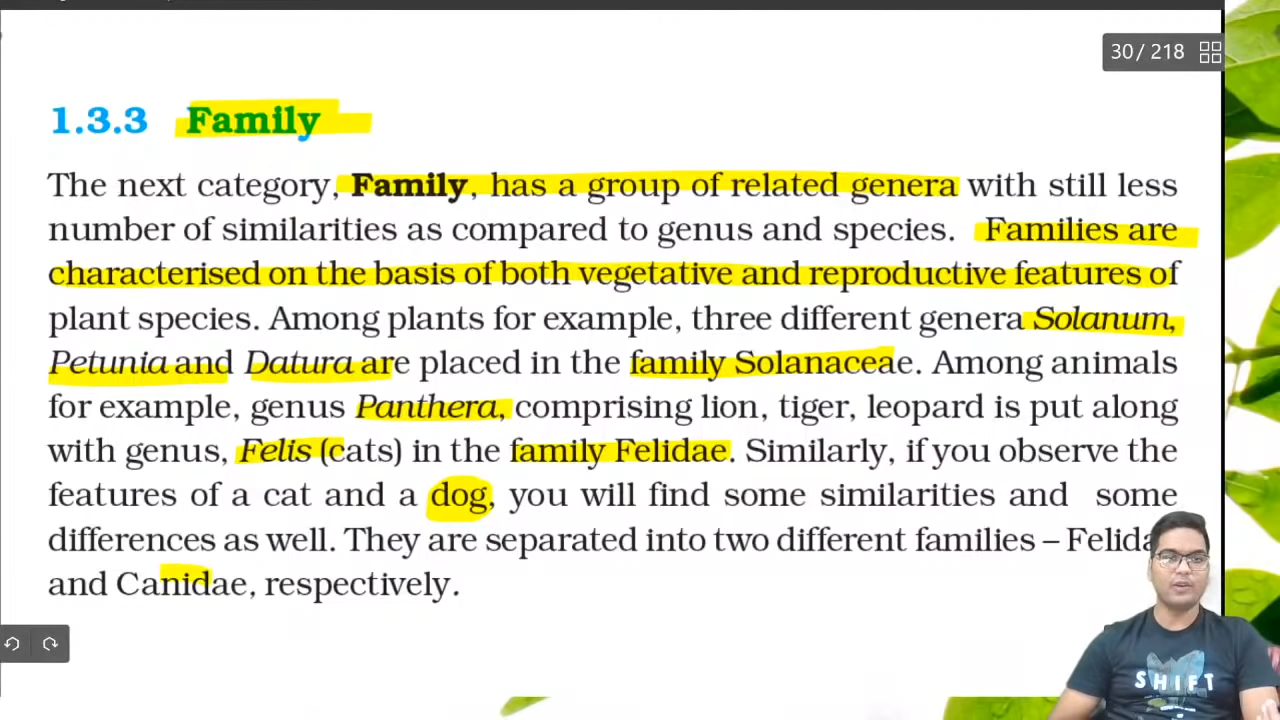 30 / 218
1.3.3 Family
The next category, Family, has a group of related genera with still less
number of similarities as compared to genus and species. Families are
characterised on the basis of both vegetative and reproductive features of
plant species. Among plants for example, three different genera Solanum,
Petunia and Datura are placed in the family Solanaceae. Among animals
for example, genus Panthera, comprising lion, tiger, leopard is put along
with genus, Felis (cats) in the family Felidae. Similarly, if you observe the
features of a cat and a dog, you will find some similarities and some
differences as well. They are separated into two different families – Felida
and Canidae, respectively.
SHIFT